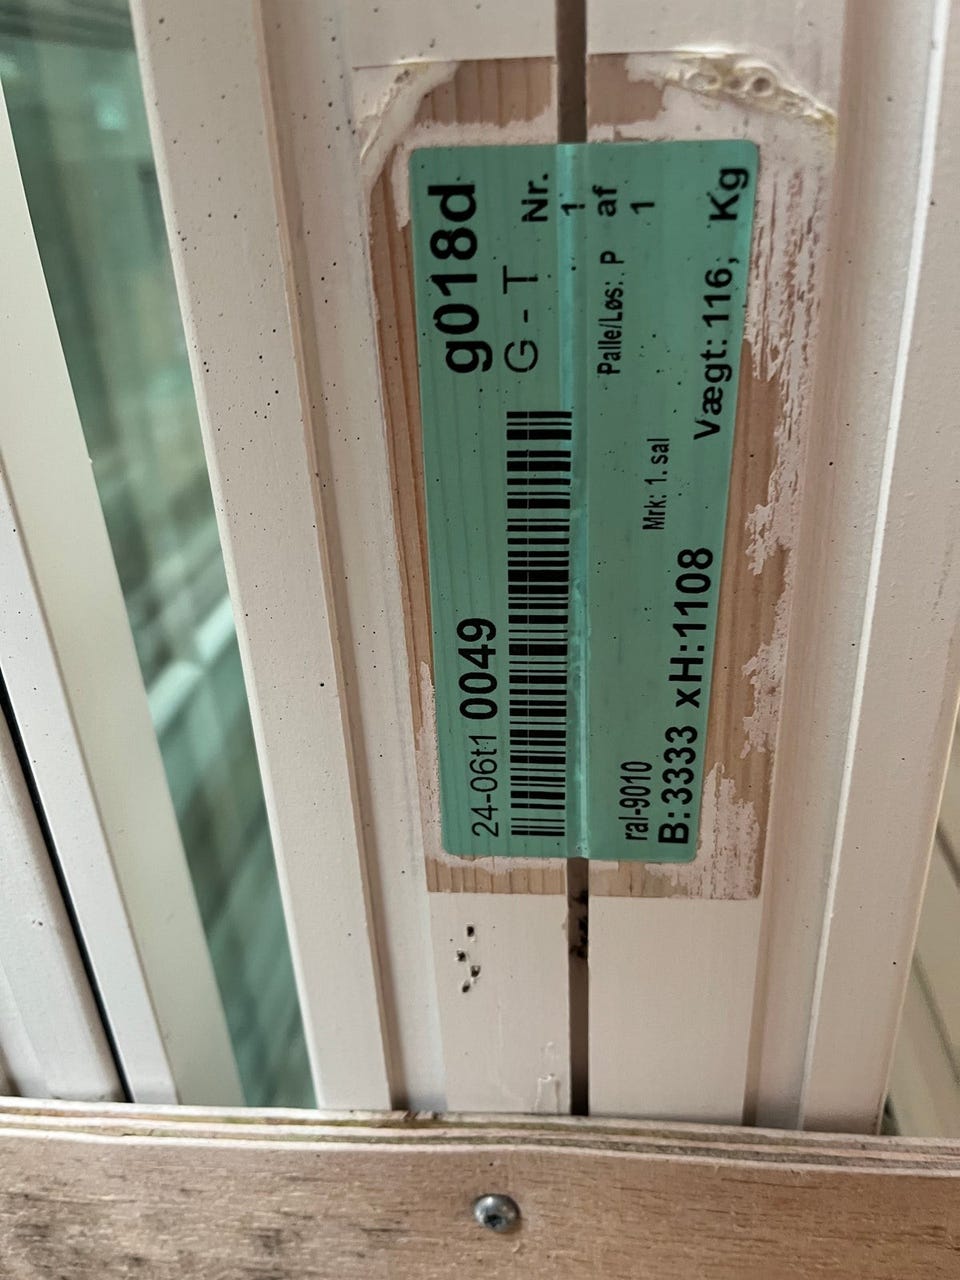 g018d
G - T Nr.
1
24-06t1 0049
Palle/Løs: P af
1
Mrk: 1. sal
ral-9010
B:3333 xH:1108 Vægt: 116, Kg